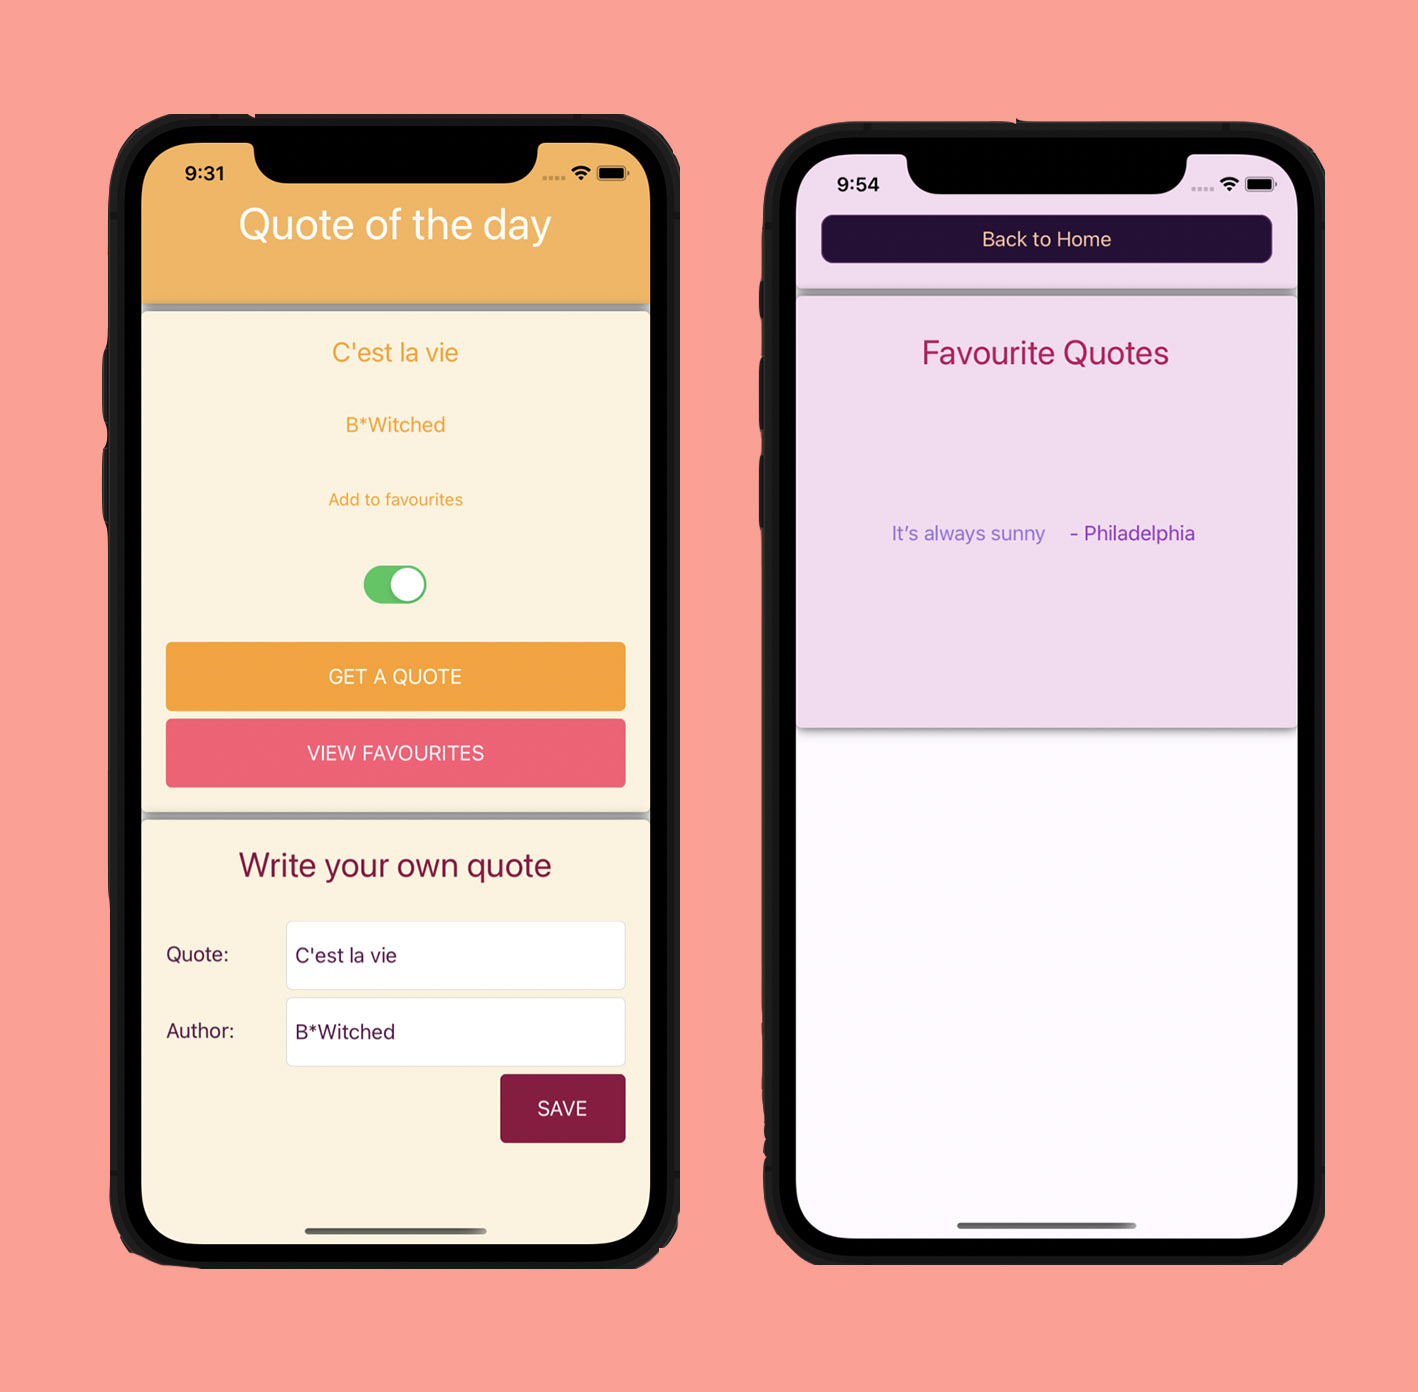 9:31
Quote of the day
C'est la vie
B*Witched
Add to favourites
GET A QUOTE
VIEW FAVOURITES
Write your own quote
Quote: C'est la vie
Author: B*Witched
SAVE
9:54
Back to Home
Favourite Quotes
It’s always sunny - Philadelphia